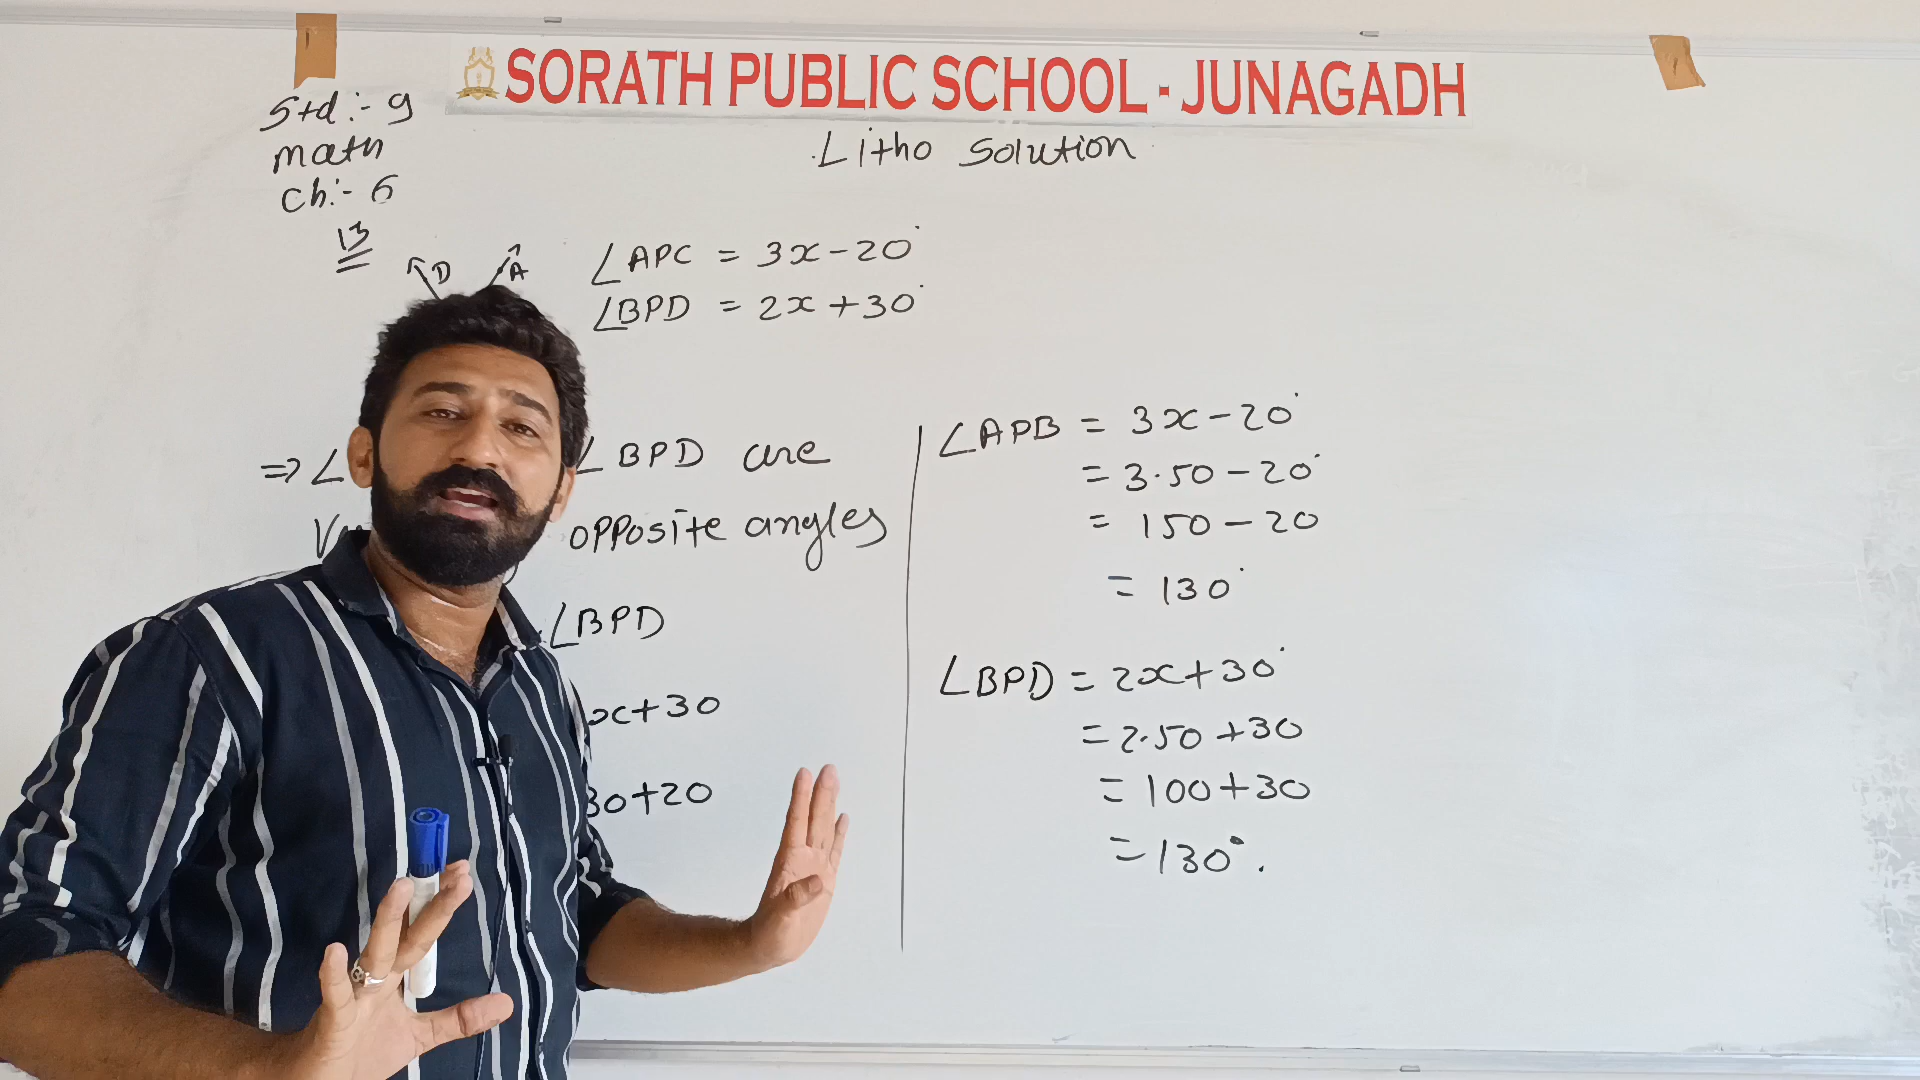 SORATH PUBLIC SCHOOL - JUNAGADH
Std:- 9
math
Ch:- 6
Litho Solution
13
D A
∠APC = 3x-20°
∠BPD = 2x+30°
⇒ ∠ ∠BPD are
opposite angles
∠BPD
x+30
30+20
∠APB = 3x-20°
= 3.50-20°
= 150-20
= 130°
∠BPD = 2x+30°
= 2.50+30
= 100+30
= 130°.